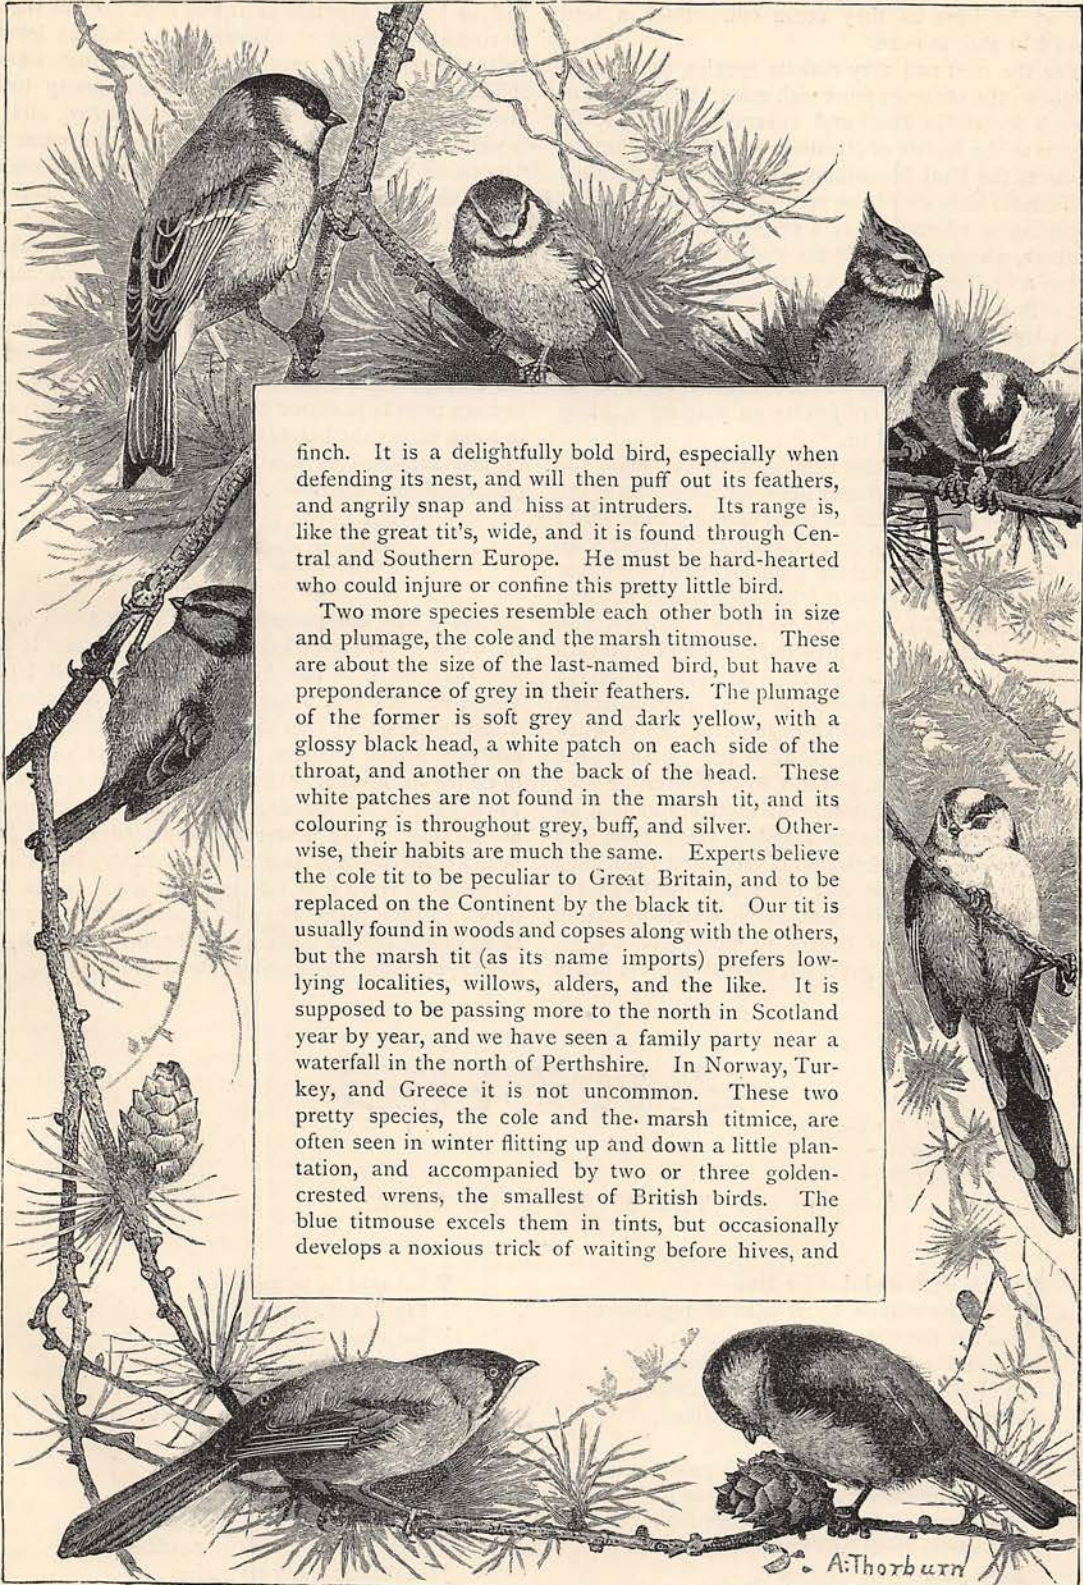 finch. It is a delightfully bold bird, especially when
defending its nest, and will then puff out its feathers,
and angrily snap and hiss at intruders. Its range is,
like the great tit's, wide, and it is found through Cen-
tral and Southern Europe. He must be hard-hearted
who could injure or confine this pretty little bird.
Two more species resemble each other both in size
and plumage, the cole and the marsh titmouse. These
are about the size of the last-named bird, but have a
preponderance of grey in their feathers. The plumage
of the former is soft grey and dark yellow, with a
glossy black head, a white patch on each side of the
throat, and another on the back of the head. These
white patches are not found in the marsh tit, and its
colouring is throughout grey, buff, and silver. Other-
wise, their habits are much the same. Experts believe
the cole tit to be peculiar to Great Britain, and to be
replaced on the Continent by the black tit. Our tit is
usually found in woods and copses along with the others,
but the marsh tit (as its name imports) prefers low-
lying localities, willows, alders, and the like. It is
supposed to be passing more to the north in Scotland
year by year, and we have seen a family party near a
waterfall in the north of Perthshire. In Norway, Tur-
key, and Greece it is not uncommon. These two
pretty species, the cole and the marsh titmice, are
often seen in winter flitting up and down a little plan-
tation, and accompanied by two or three golden-
crested wrens, the smallest of British birds. The
blue titmouse excels them in tints, but occasionally
develops a noxious trick of waiting before hives, and
A. Thorburn